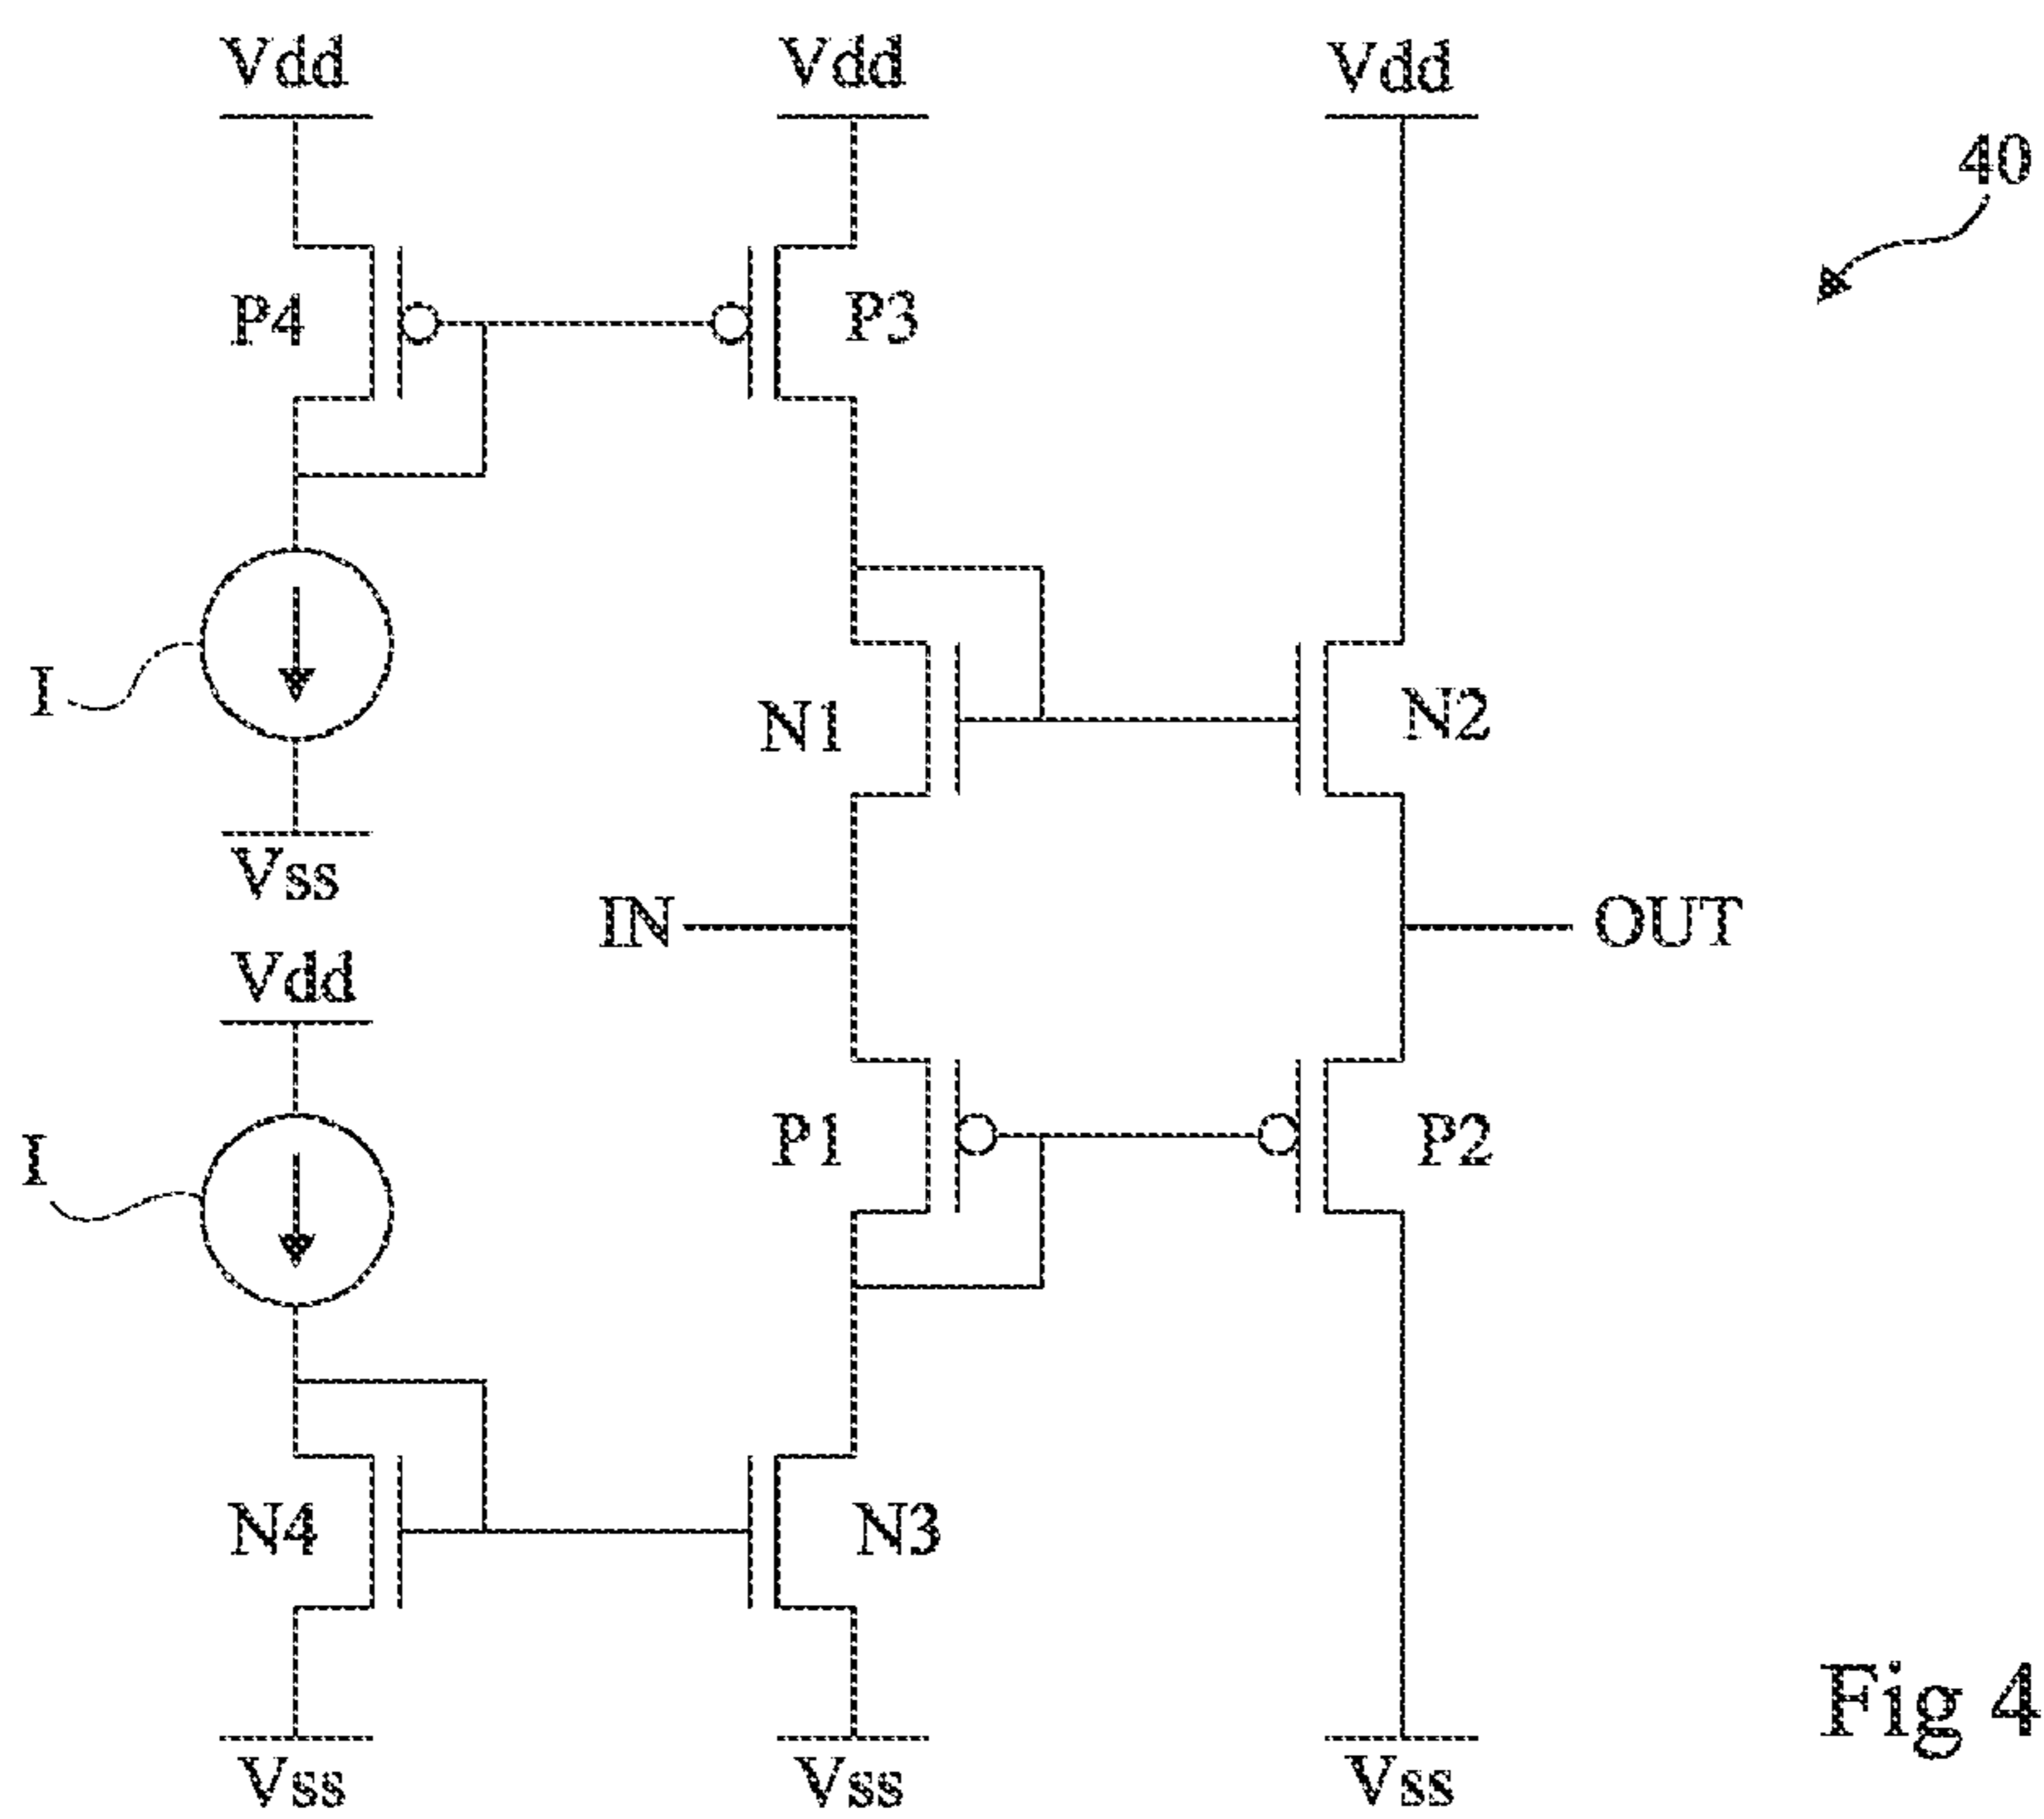 Vdd Vdd Vdd
40
P4 P3
I
N1 N2
Vss
IN OUT
Vdd
I P1 P2
N4 N3
Vss Vss Vss
Fig 4